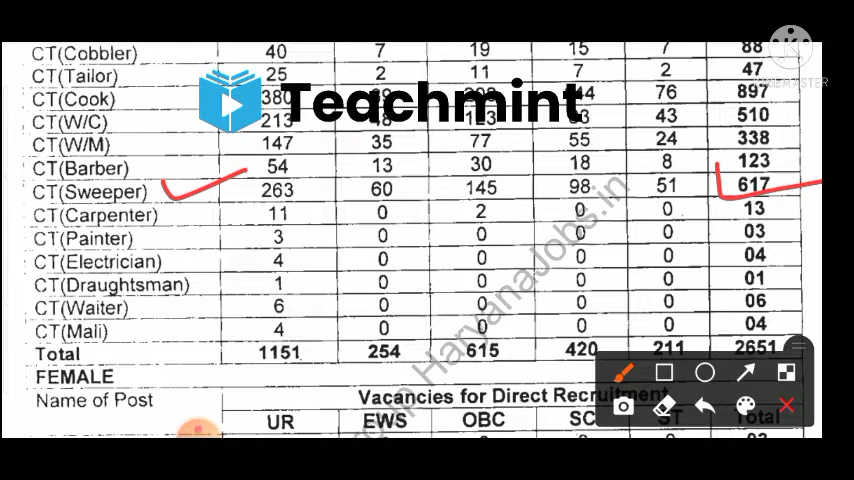 CT(Cobbler) 40 7 19 15 7 88
CT(Tailor) 25 2 11 7 2 47
KINEMASTER
CT(Cook) 380 76 897
Teachmint
CT(W/C) 213 43 510
CT(W/M) 147 35 77 55 24 338
CT(Barber) 54 13 30 18 8 123
CT(Sweeper) 263 60 145 98 51 617
CT(Carpenter) 11 0 2 0 0 13
CT(Painter) 3 0 0 0 0 03
CT(Electrician) 4 0 0 0 0 04
CT(Draughtsman) 1 0 0 0 0 01
CT(Waiter) 6 0 0 0 0 06
CT(Mali) 4 0 0 0 0 04
Total 1151 254 615 420 211 2651
HaryanaJobs.in
FEMALE
Name of Post Vacancies for Direct Recruitment
UR EWS OBC SC ST Total